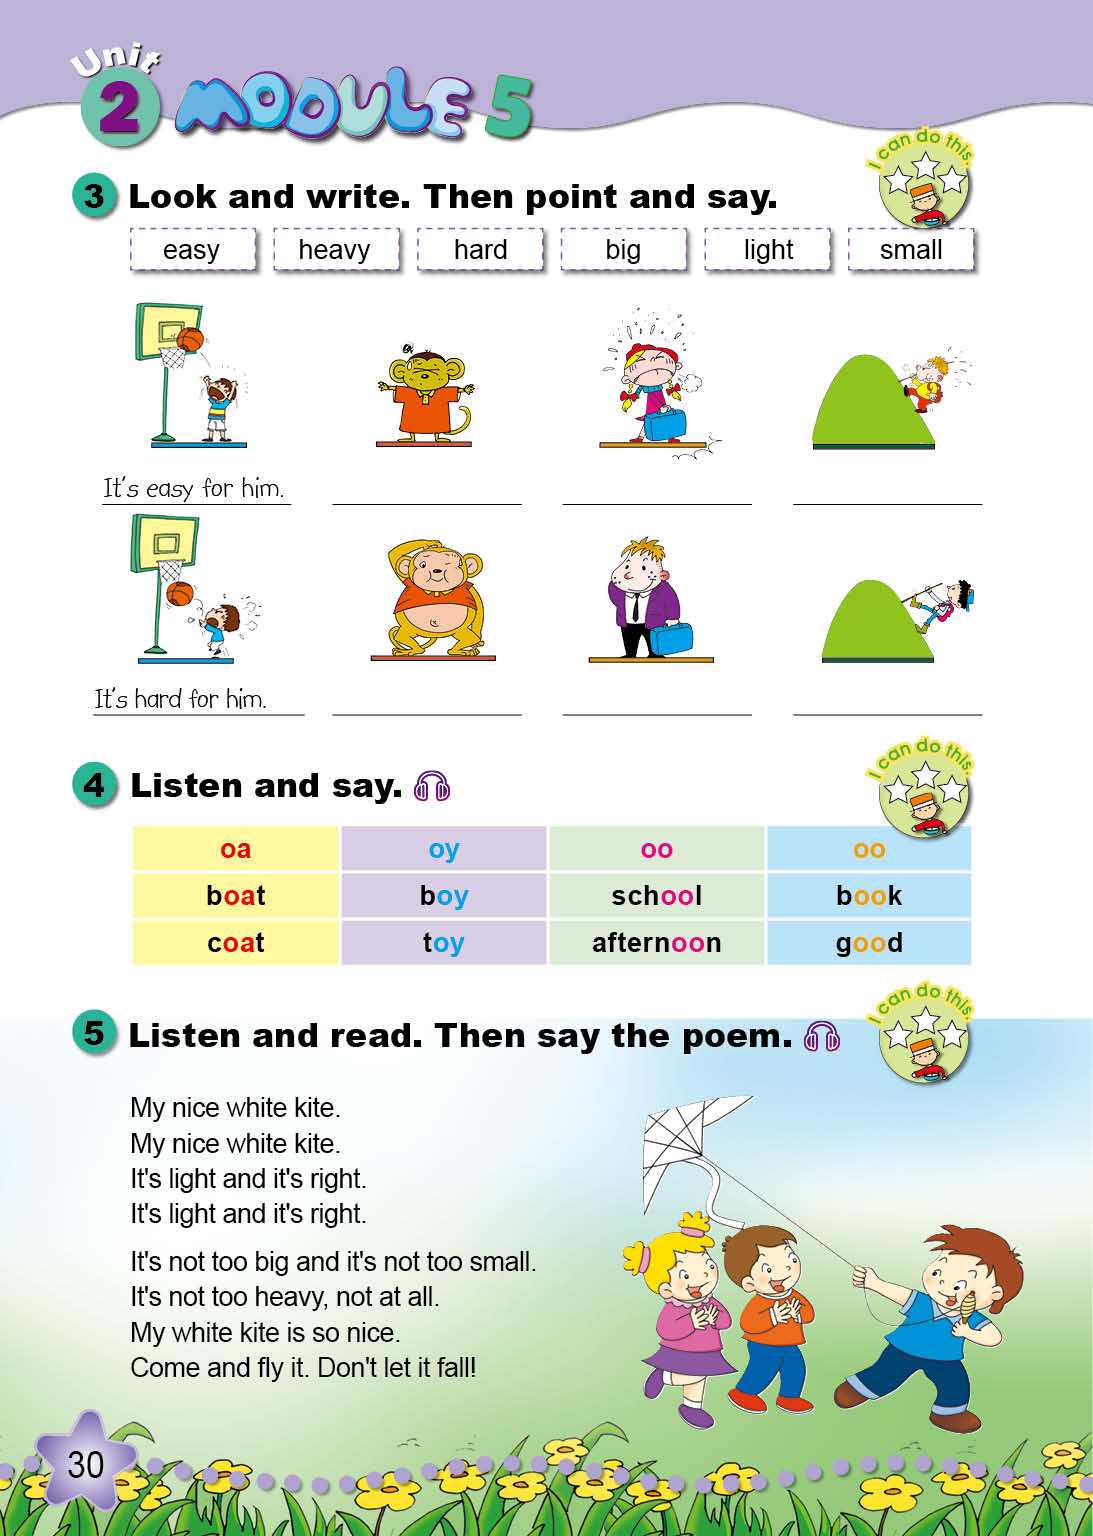 Unit
2 MODULE 5
I can do this.
3 Look and write. Then point and say.
easy heavy hard big light small
It's easy for him.
It's hard for him.
I can do this.
4 Listen and say.
oa oy oo oo
boat boy school book
coat toy afternoon good
I can do this.
5 Listen and read. Then say the poem.
My nice white kite.
My nice white kite.
It's light and it's right.
It's light and it's right.
It's not too big and it's not too small.
It's not too heavy, not at all.
My white kite is so nice.
Come and fly it. Don't let it fall!
30